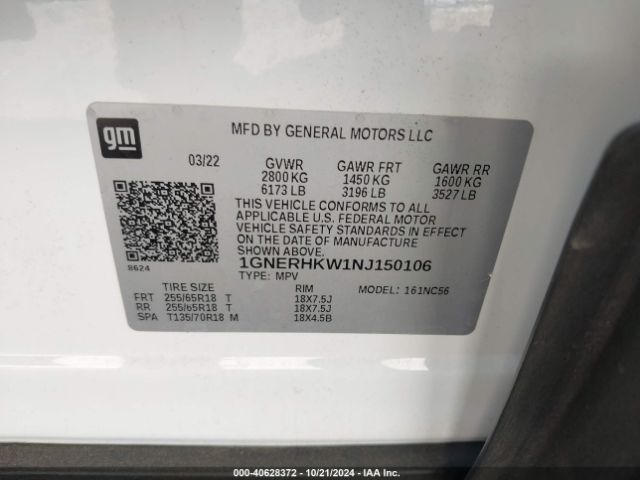 gm
MFD BY GENERAL MOTORS LLC
03/22 GVWR GAWR FRT GAWR RR
2800 KG 1450 KG 1600 KG
6173 LB 3196 LB 3527 LB
THIS VEHICLE CONFORMS TO ALL
APPLICABLE U.S. FEDERAL MOTOR
VEHICLE SAFETY STANDARDS IN EFFECT
ON THE DATE OF MANUFACTURE
SHOWN ABOVE.
8624 1GNERHKW1NJ150106
TYPE: MPV
TIRE SIZE RIM MODEL: 161NC56
FRT 255/65R18 T 18X7.5J
RR 255/65R18 T 18X7.5J
SPA T135/70R18 M 18X4.5B
000-40628372 - 10/21/2024 - IAA Inc.